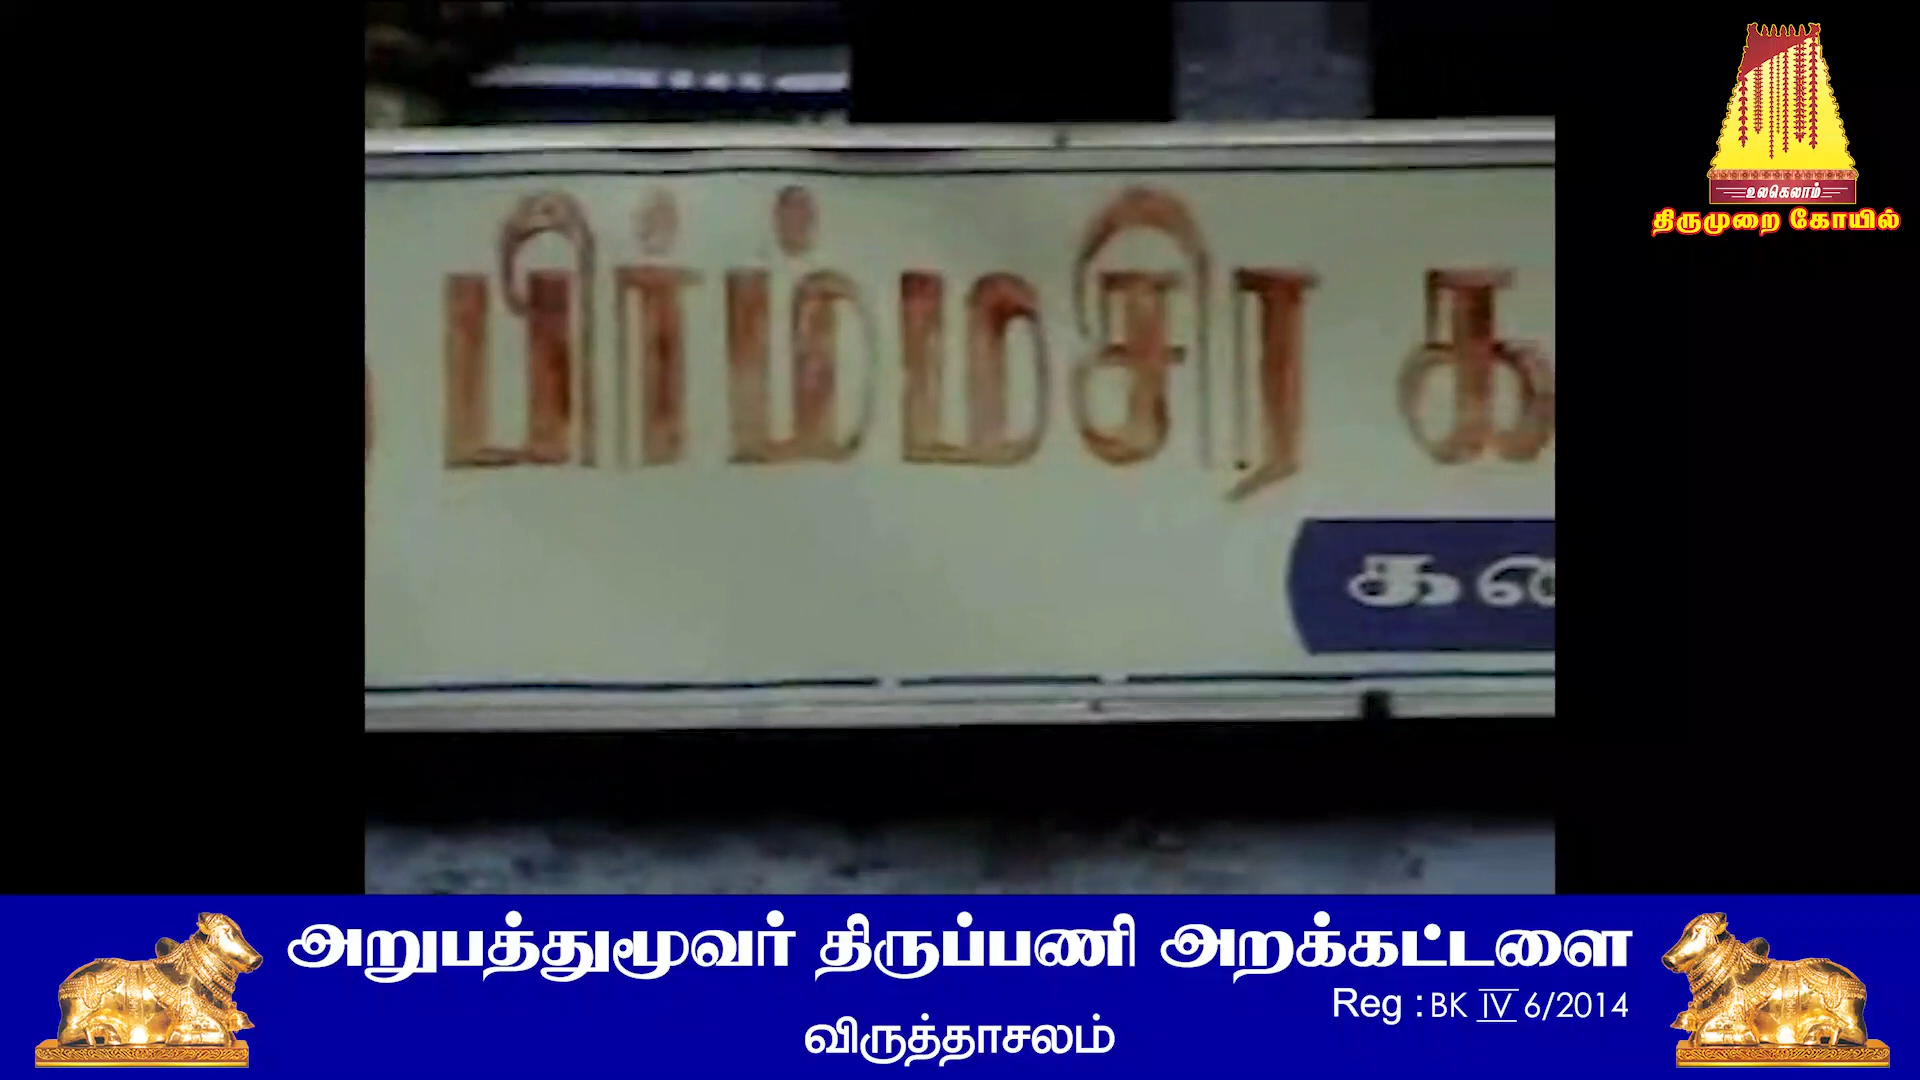 உலகெலாம்
திருமுறை கோயில்
பிர்ம்மசிர
அறுபத்துமூவர் திருப்பணி அறக்கட்டளை
Reg : BK IV 6/2014
விருத்தாசலம்